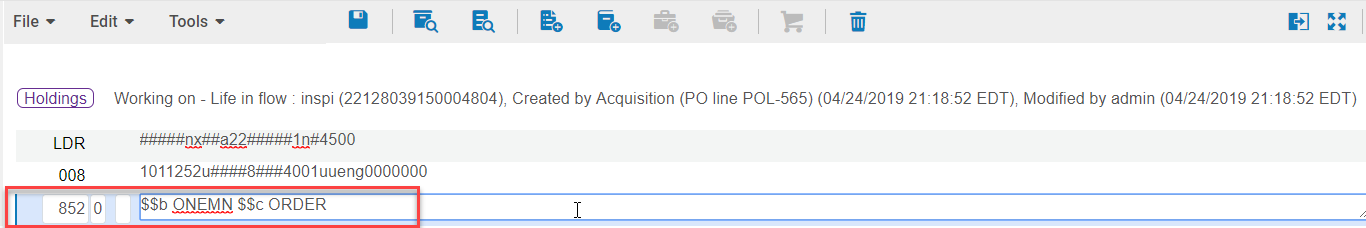 File Edit Tools
Holdings Working on - Life in flow : inspi (22128039150004804), Created by Acquisition (PO line POL-565) (04/24/2019 21:18:52 EDT), Modified by admin (04/24/2019 21:18:52 EDT)
LDR #####nx##a22#####1n#4500
008 1011252u####8###4001uueng0000000
852 0 $$b ONEMN $$c ORDER